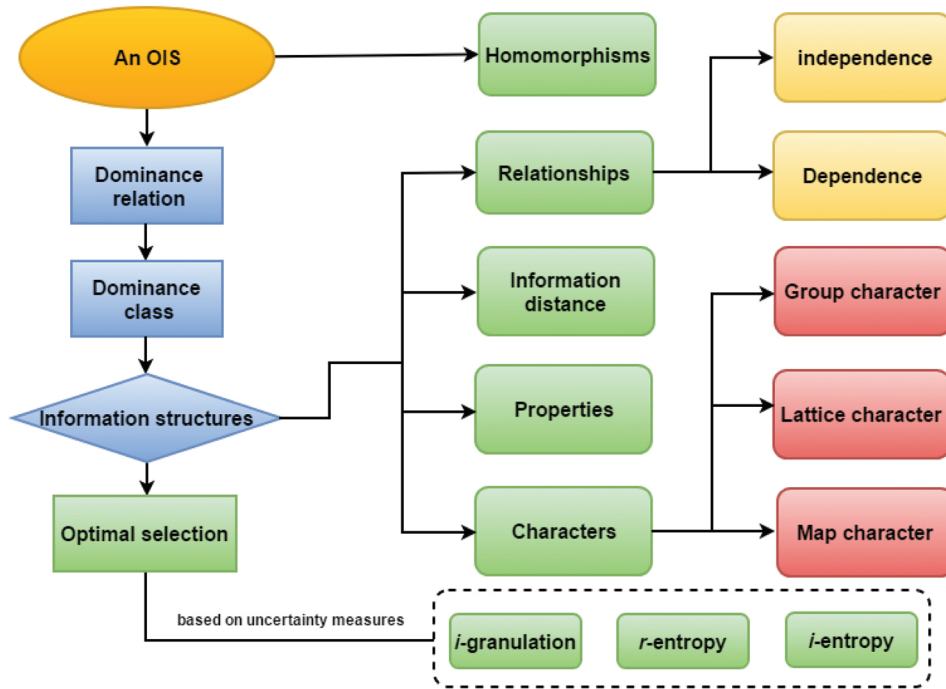 An OIS
Homomorphisms
independence
Dominance
relation
Relationships
Dependence
Dominance
class
Information
distance
Group character
Information structures
Properties
Lattice character
Optimal selection
Characters
Map character
based on uncertainty measures
i-granulation
r-entropy
i-entropy